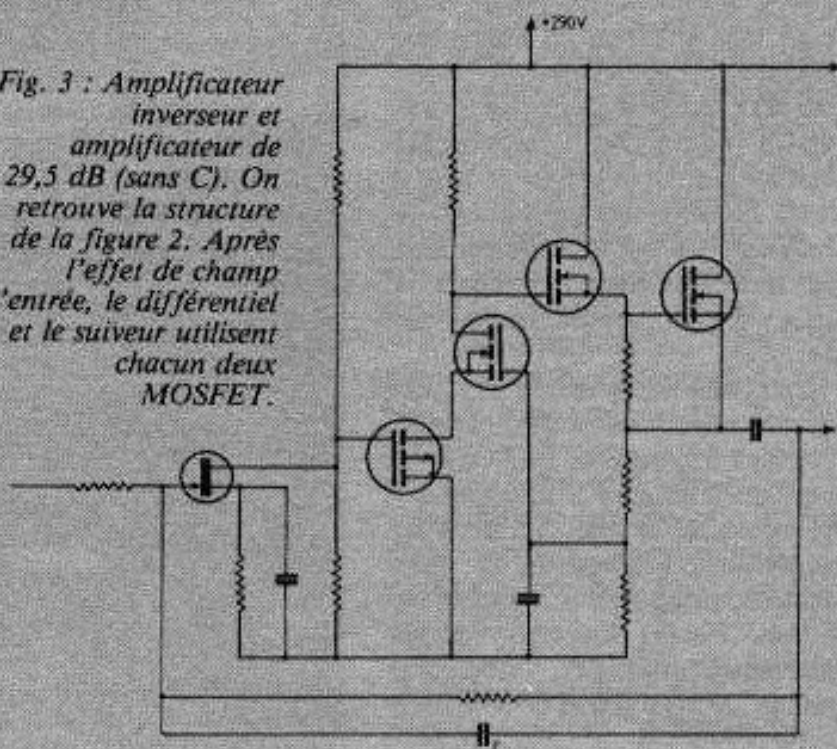 +290V
Fig. 3 : Amplificateur
inverseur et
amplificateur de
29,5 dB (sans C). On
retrouve la structure
de la figure 2. Après
l'effet de champ
'entrée, le différentiel
et le suiveur utilisent
chacun deux
MOSFET.